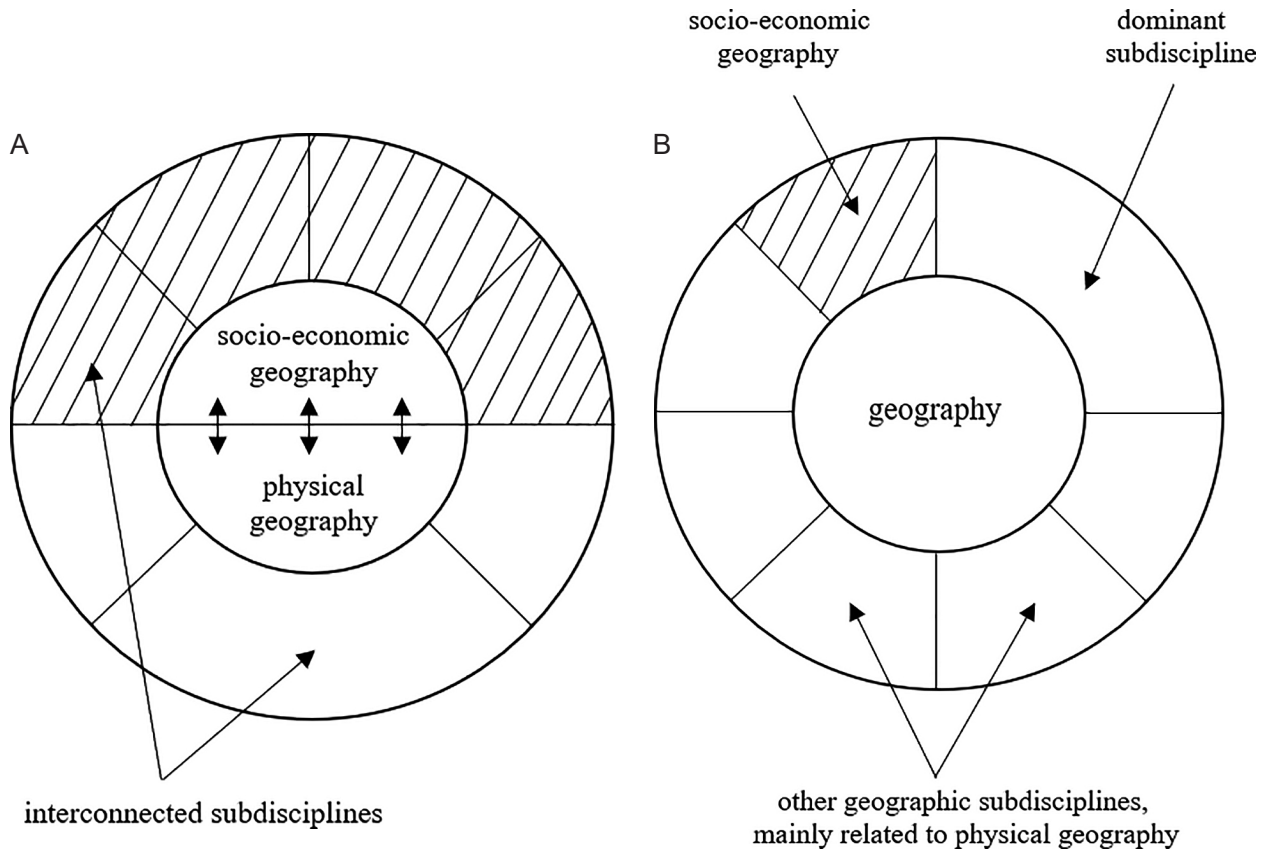 A
socio-economic
geography
physical
geography
interconnected subdisciplines
B
socio-economic
geography
dominant
subdiscipline
geography
other geographic subdisciplines,
mainly related to physical geography